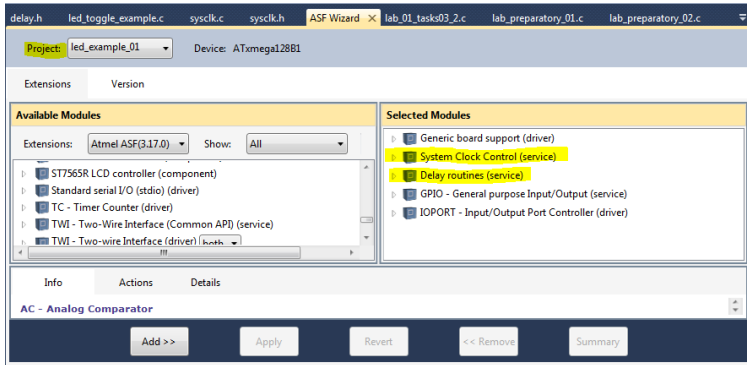 delay.h led_toggle_example.c sysclk.c sysclk.h ASF Wizard lab_01_tasks03_2.c lab_preparatory_01.c lab_preparatory_02.c
Project: led_example_01 Device: ATxmega128B1
Extensions Version
Available Modules
Extensions: Atmel ASF(3.17.0) Show: All
ST7565R LCD controller (component)
Standard serial I/O (stdio) (driver)
TC - Timer Counter (driver)
TWI - Two-Wire Interface (Common API) (service)
TWI - Two-wire Interface (driver) both
Selected Modules
Generic board support (driver)
System Clock Control (service)
Delay routines (service)
GPIO - General purpose Input/Output (service)
IOPORT - Input/Output Port Controller (driver)
Info Actions Details
AC - Analog Comparator
Add >> Apply Revert << Remove Summary